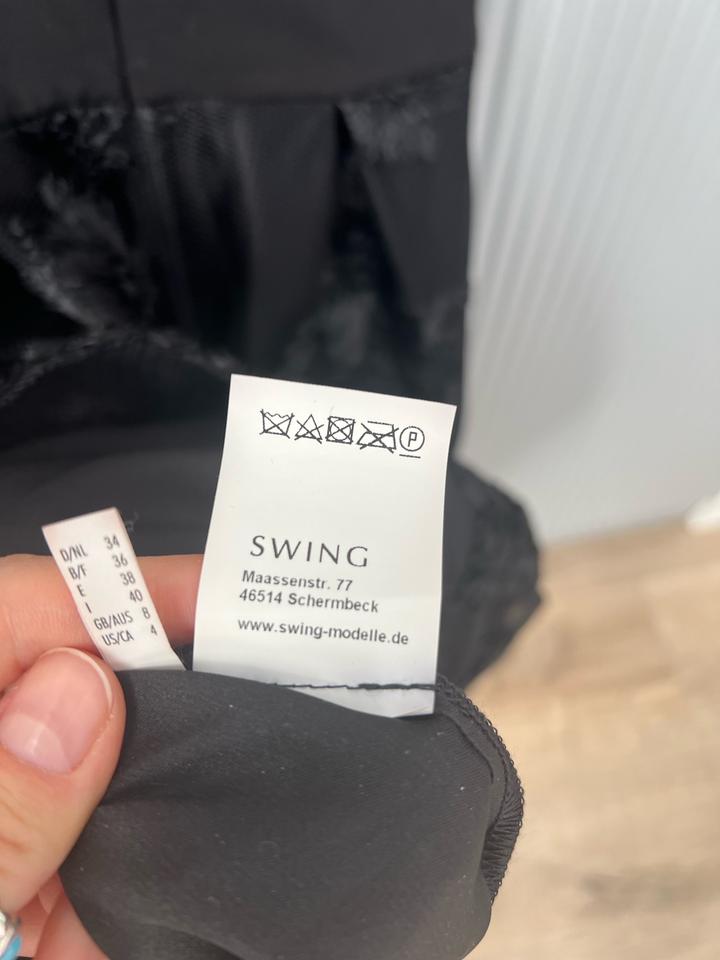 P
SWING
Maassenstr. 77
46514 Schermbeck
www.swing-modelle.de
D/NL 34
B/F 36
E 38
I 40
GB/AUS 8
US/CA 4